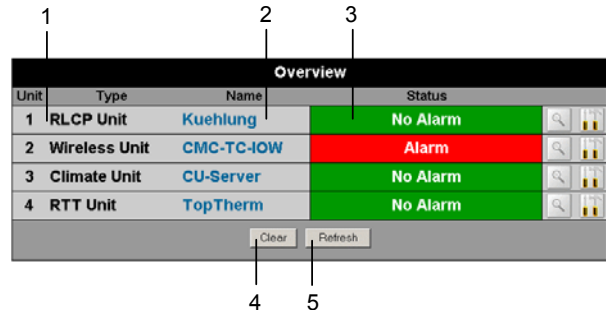 1 2 3
Overview
Unit Type Name Status
1 RLCP Unit Kuehlung No Alarm
2 Wireless Unit CMC-TC-IOW Alarm
3 Climate Unit CU-Server No Alarm
4 RTT Unit TopTherm No Alarm
Clear Refresh
4 5